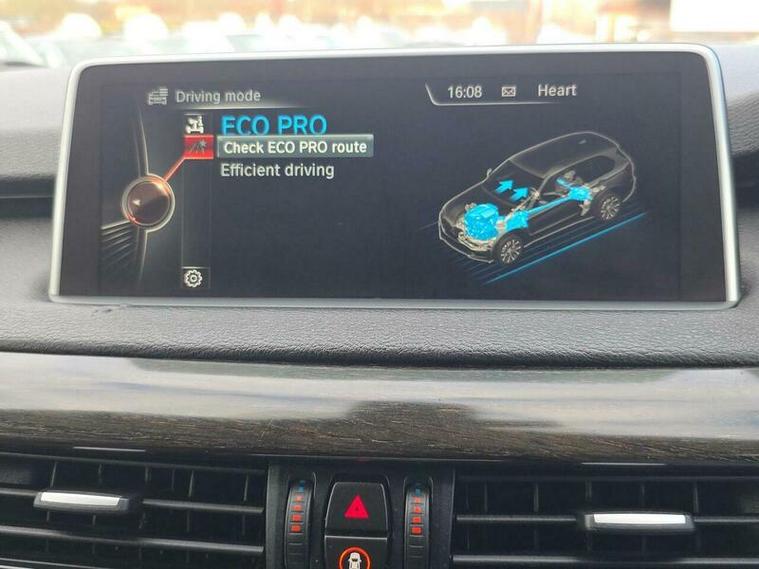 Driving mode
16:08
Heart
ECO PRO
Check ECO PRO route
Efficient driving